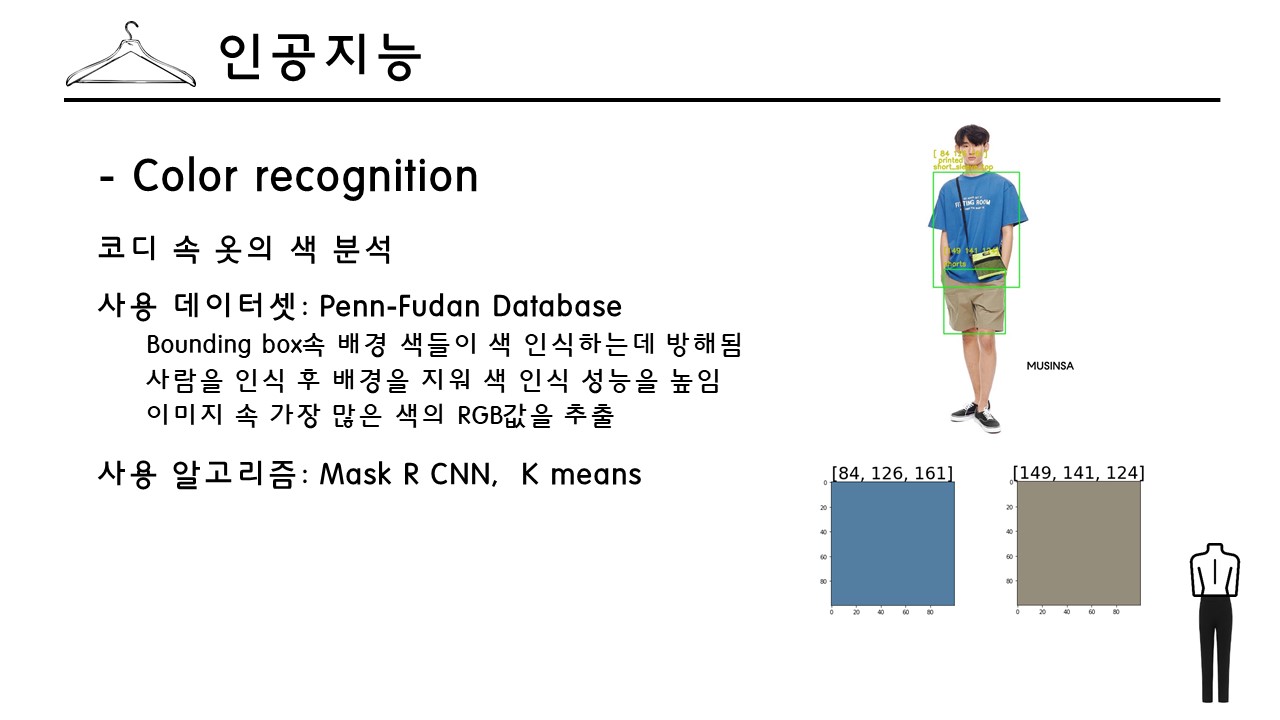 인공지능
- Color recognition
코디 속 옷의 색 분석
사용 데이터셋: Penn-Fudan Database
Bounding box속 배경 색들이 색 인식하는데 방해됨
사람을 인식 후 배경을 지워 색 인식 성능을 높임
이미지 속 가장 많은 색의 RGB값을 추출
사용 알고리즘: Mask R CNN, K means
[ 84
printed
ROOM
149 141
shorts
MUSINSA
[84, 126, 161]
0
20
40
60
80
0 20 40 60 80
[149, 141, 124]
0
20
40
60
80
0 20 40 60 80